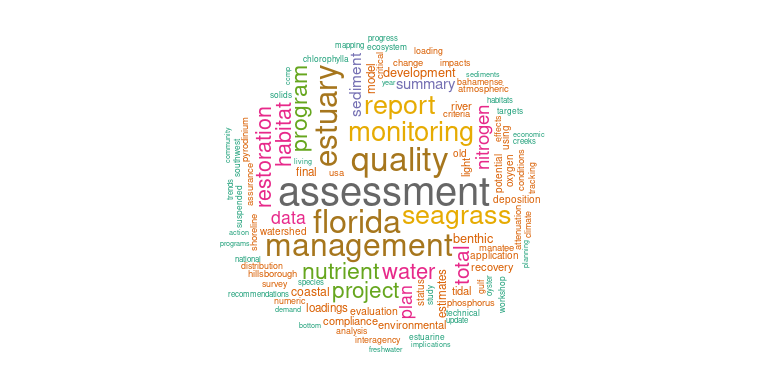 progress
mapping
ecosystem
loading
chlorophylla
critical
change
impacts
ccmp
program
estuary
sediment
model
development
sediments
year
summary
bahamense
atmospheric
solids
report
river
habitats
criteria
targets
community
pyrodinium
restoration
habitat
monitoring
nitrogen
effects
using
economic
creeks
southwest
living
quality
old
light
potential
oxygen
conditions
tracking
final
usa
trends
assurance
suspended
assessment
deposition
data
florida
seagrass
attenuation
climate
action
shoreline
watershed
management
benthic
manatee
planning
programs
national
total
application
distribution
hillsborough
nutrient
water
recovery
survey
species
status
study
estimates
gulf
oyster
workshop
recommendations
coastal
project
plan
tidal
numeric
phosphorus
demand
loadings
evaluation
technical
compliance
update
bottom
environmental
analysis
interagency
estuarine
implications
freshwater